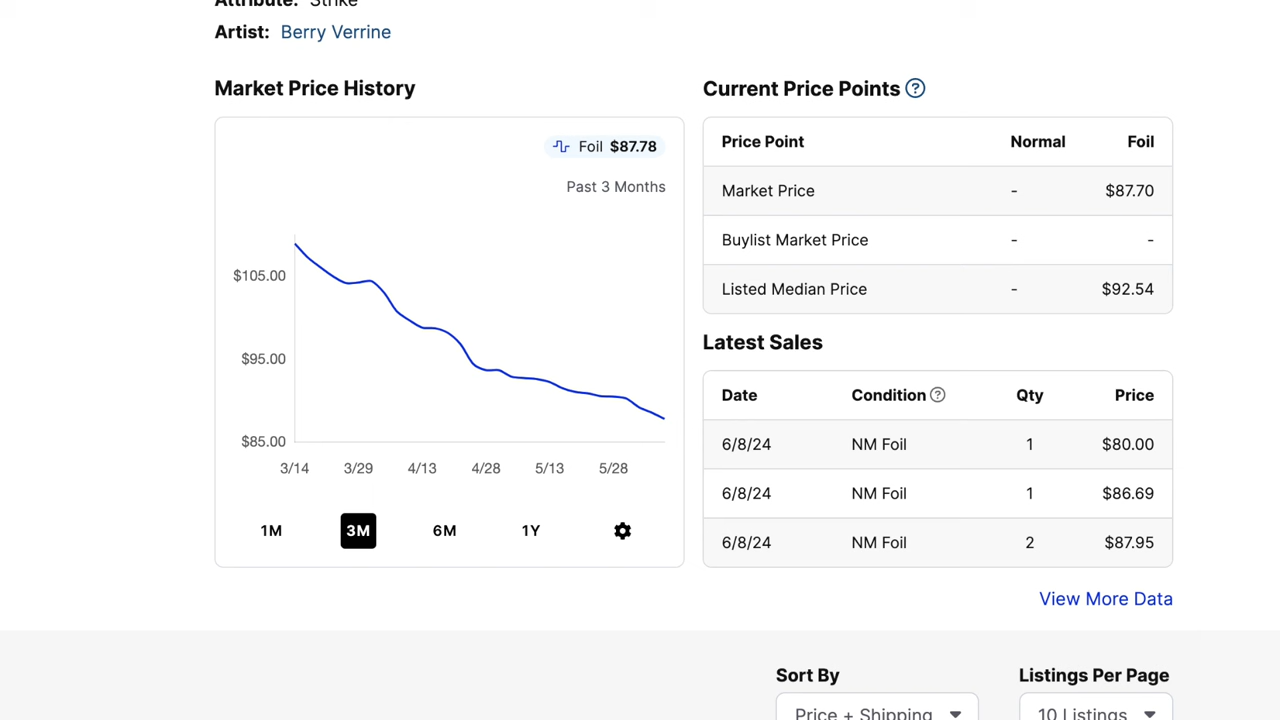 Attribute: Strike
Artist: Berry Verrine
Market Price History
Foil $87.78
Past 3 Months
$105.00
$95.00
$85.00
3/14 3/29 4/13 4/28 5/13 5/28
1M 3M 6M 1Y
Current Price Points ?
Price Point Normal Foil
Market Price - $87.70
Buylist Market Price - -
Listed Median Price - $92.54
Latest Sales
Date Condition ? Qty Price
6/8/24 NM Foil 1 $80.00
6/8/24 NM Foil 1 $86.69
6/8/24 NM Foil 2 $87.95
View More Data
Sort By Listings Per Page
Price + Shipping 10 Listings